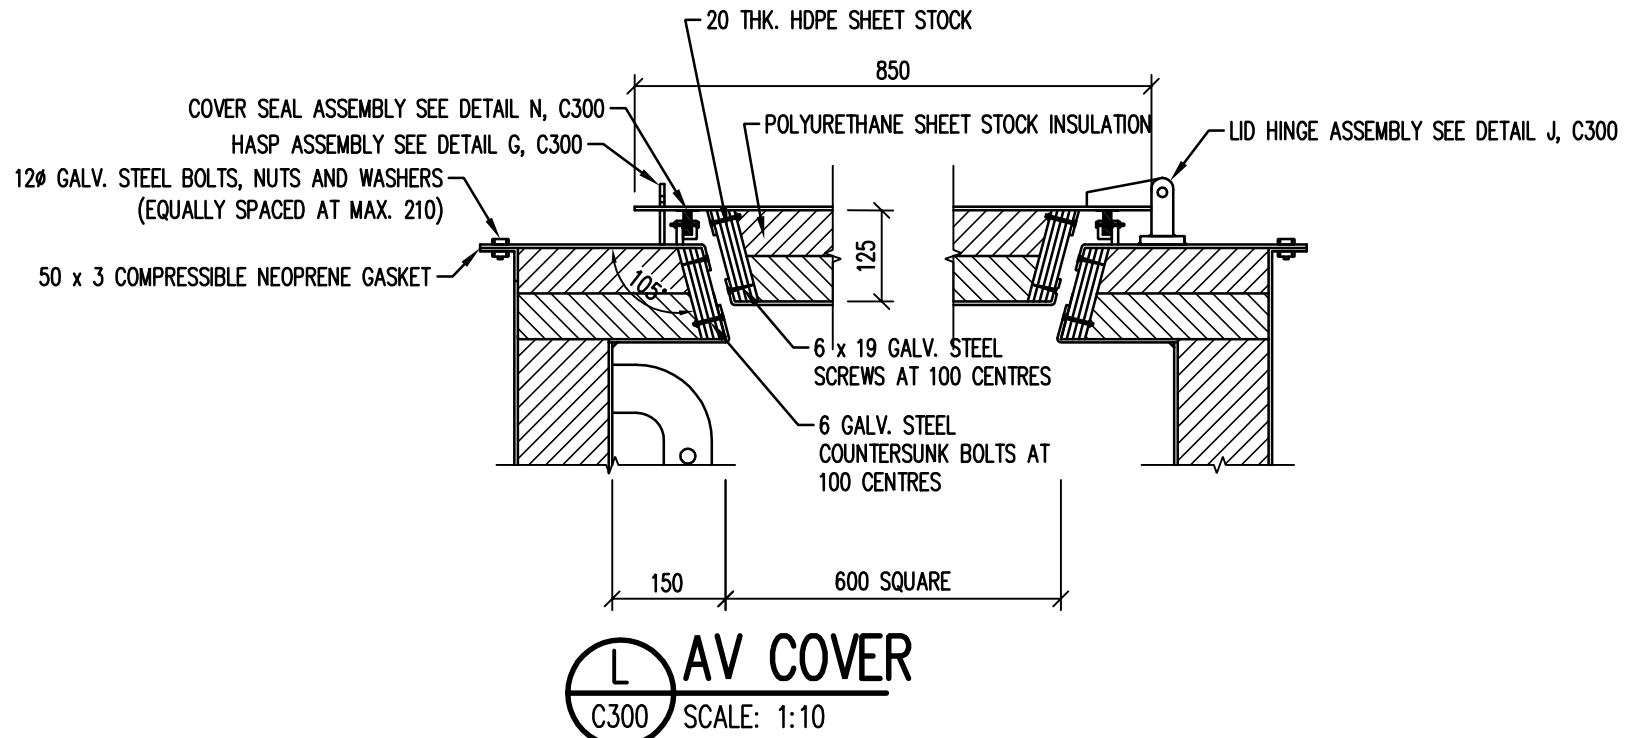 20 THK. HDPE SHEET STOCK
850
COVER SEAL ASSEMBLY SEE DETAIL N, C300
POLYURETHANE SHEET STOCK INSULATION
LID HINGE ASSEMBLY SEE DETAIL J, C300
HASP ASSEMBLY SEE DETAIL G, C300
12ø GALV. STEEL BOLTS, NUTS AND WASHERS
(EQUALLY SPACED AT MAX. 210)
125
50 x 3 COMPRESSIBLE NEOPRENE GASKET
105°
6 x 19 GALV. STEEL
SCREWS AT 100 CENTRES
6 GALV. STEEL
COUNTERSUNK BOLTS AT
100 CENTRES
150
600 SQUARE
L
AV COVER
C300
SCALE: 1:10